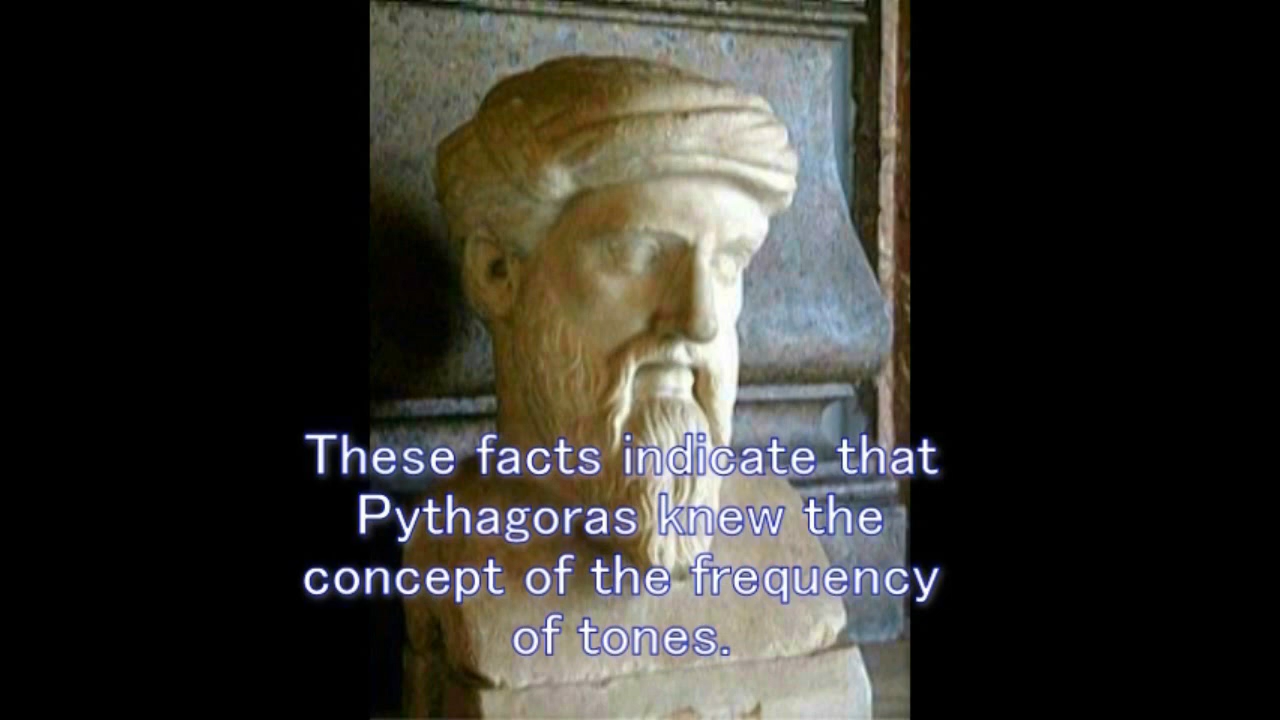 These facts indicate that
Pythagoras knew the
concept of the frequency
of tones.